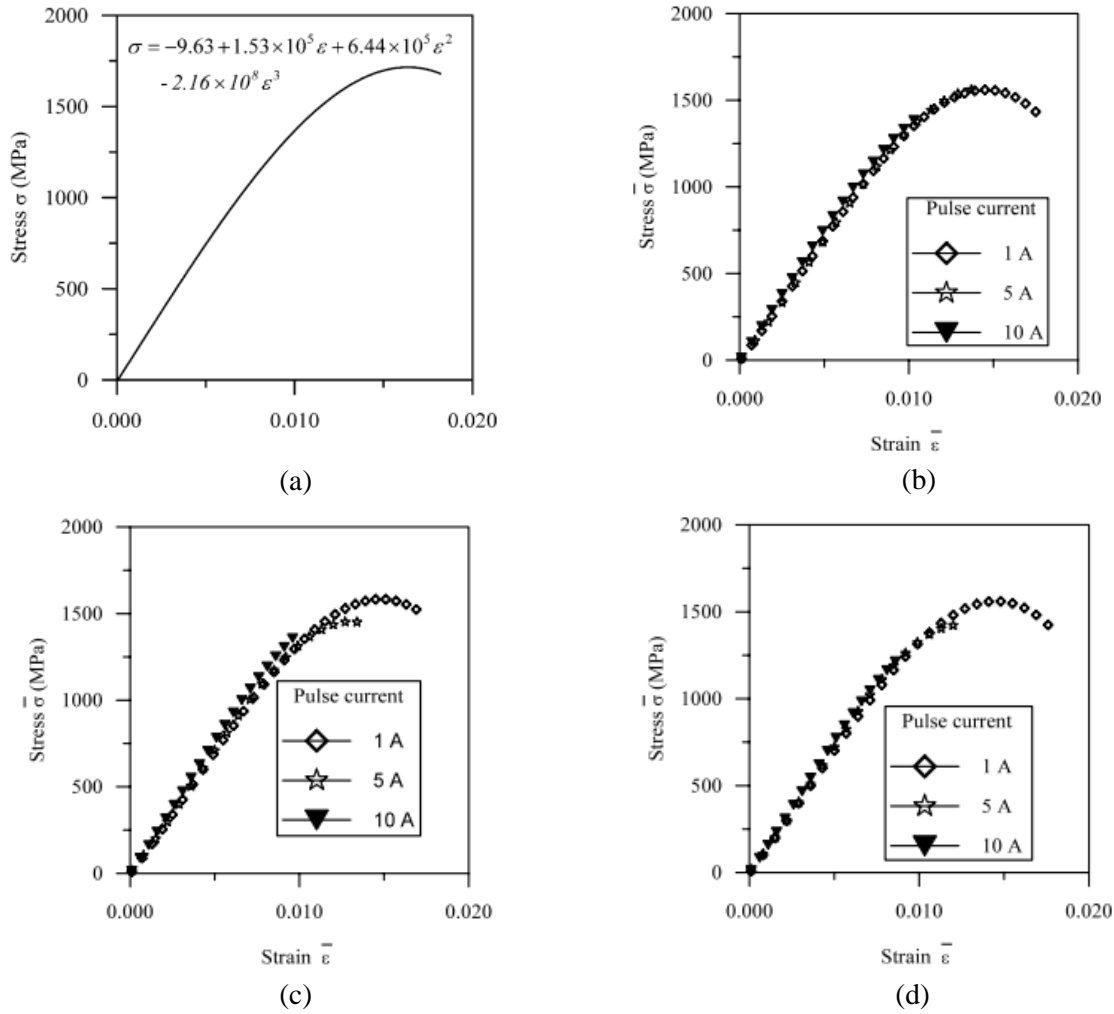 2000
σ = −9.63+1.53×10⁵ ε+6.44×10⁵ε²
- 2.16×10⁸ ε³
1500
1000
500
0
Stress σ (MPa)
0.000
0.010
0.020
(a)
2000
1500
1000
500
0
Stress σ̄ (MPa)
Pulse current
1 A
5 A
10 A
0.000
0.010
0.020
Strain ε̄
(b)
2000
1500
1000
500
0
Stress σ̄ (MPa)
Pulse current
1 A
5 A
10 A
0.000
0.010
0.020
Strain ε̄
(c)
2000
1500
1000
500
0
Stress σ̄ (MPa)
Pulse current
1 A
5 A
10 A
0.000
0.010
0.020
Strain ε̄
(d)